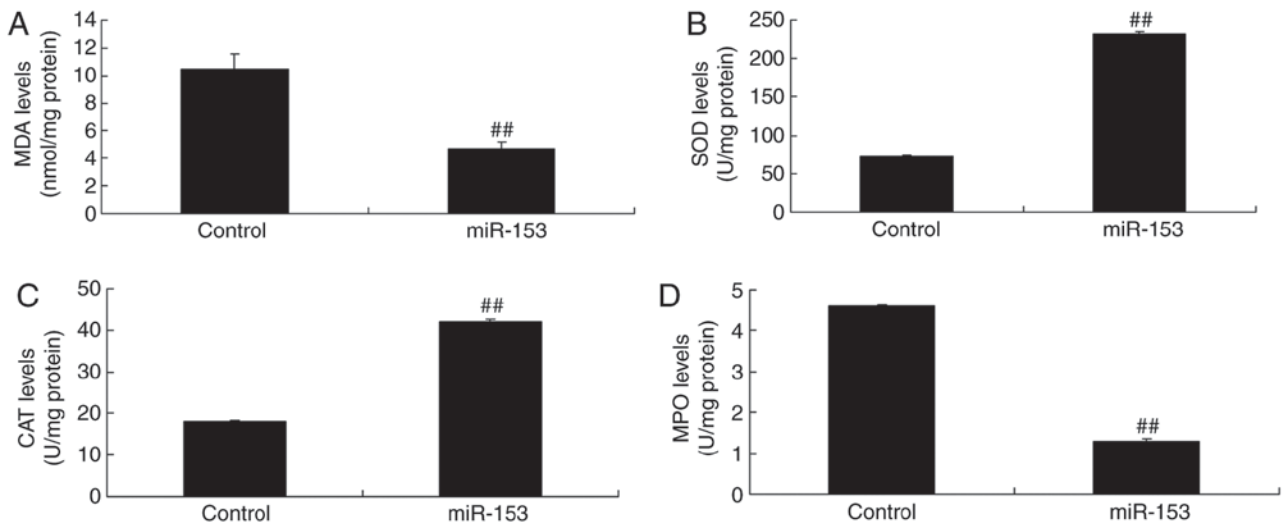 A
MDA levels
(nmol/mg protein)
14
12
10
8
6
4
2
0
##
Control
miR-153
B
SOD levels
(U/mg protein)
250
200
150
100
50
0
##
Control
miR-153
C
CAT levels
(U/mg protein)
50
40
30
20
10
0
##
Control
miR-153
D
MPO levels
(U/mg protein)
5
4
3
2
1
0
##
Control
miR-153